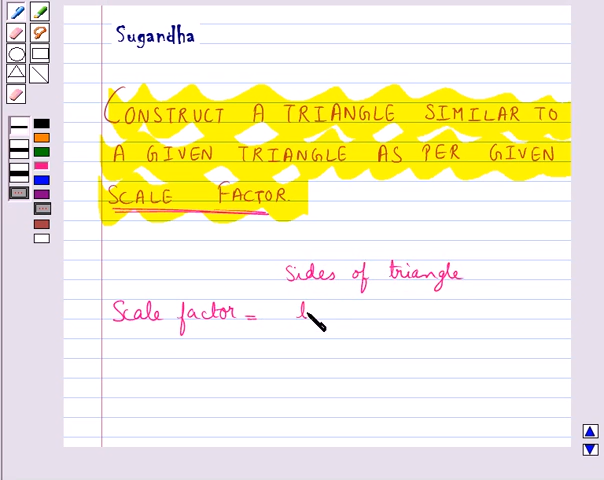 Sugandha
CONSTRUCT A TRIANGLE SIMILAR TO
A GIVEN TRIANGLE AS PER GIVEN
SCALE FACTOR.
Sides of triangle
Scale factor =